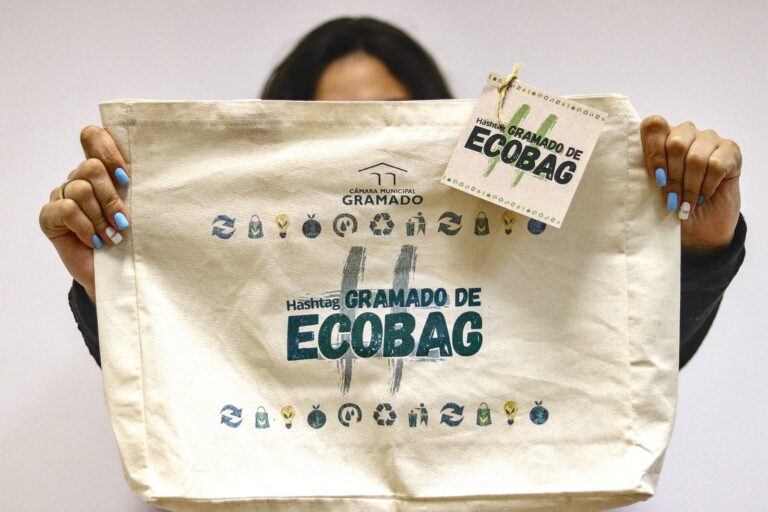 CÂMARA MUNICIPAL
GRAMADO
Hashtag GRAMADO DE
ECOBAG
Hashtag GRAMADO DE
ECOBAG